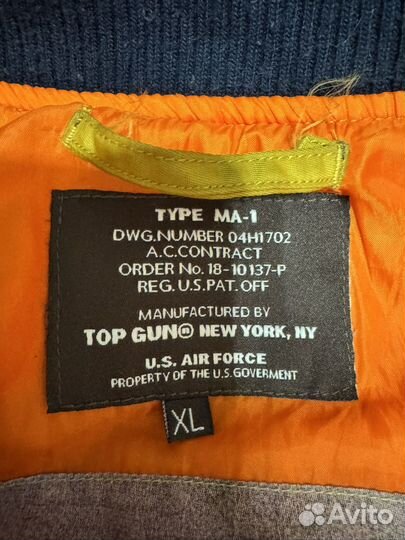 TYPE MA-1
DWG.NUMBER 04H1702
A.C.CONTRACT
ORDER No. 18-10137-P
REG.U.S.PAT. OFF
MANUFACTURED BY
TOP GUN® NEW YORK, NY
U.S. AIR FORCE
PROPERTY OF THE U.S.GOVERMENT
XL
Avito